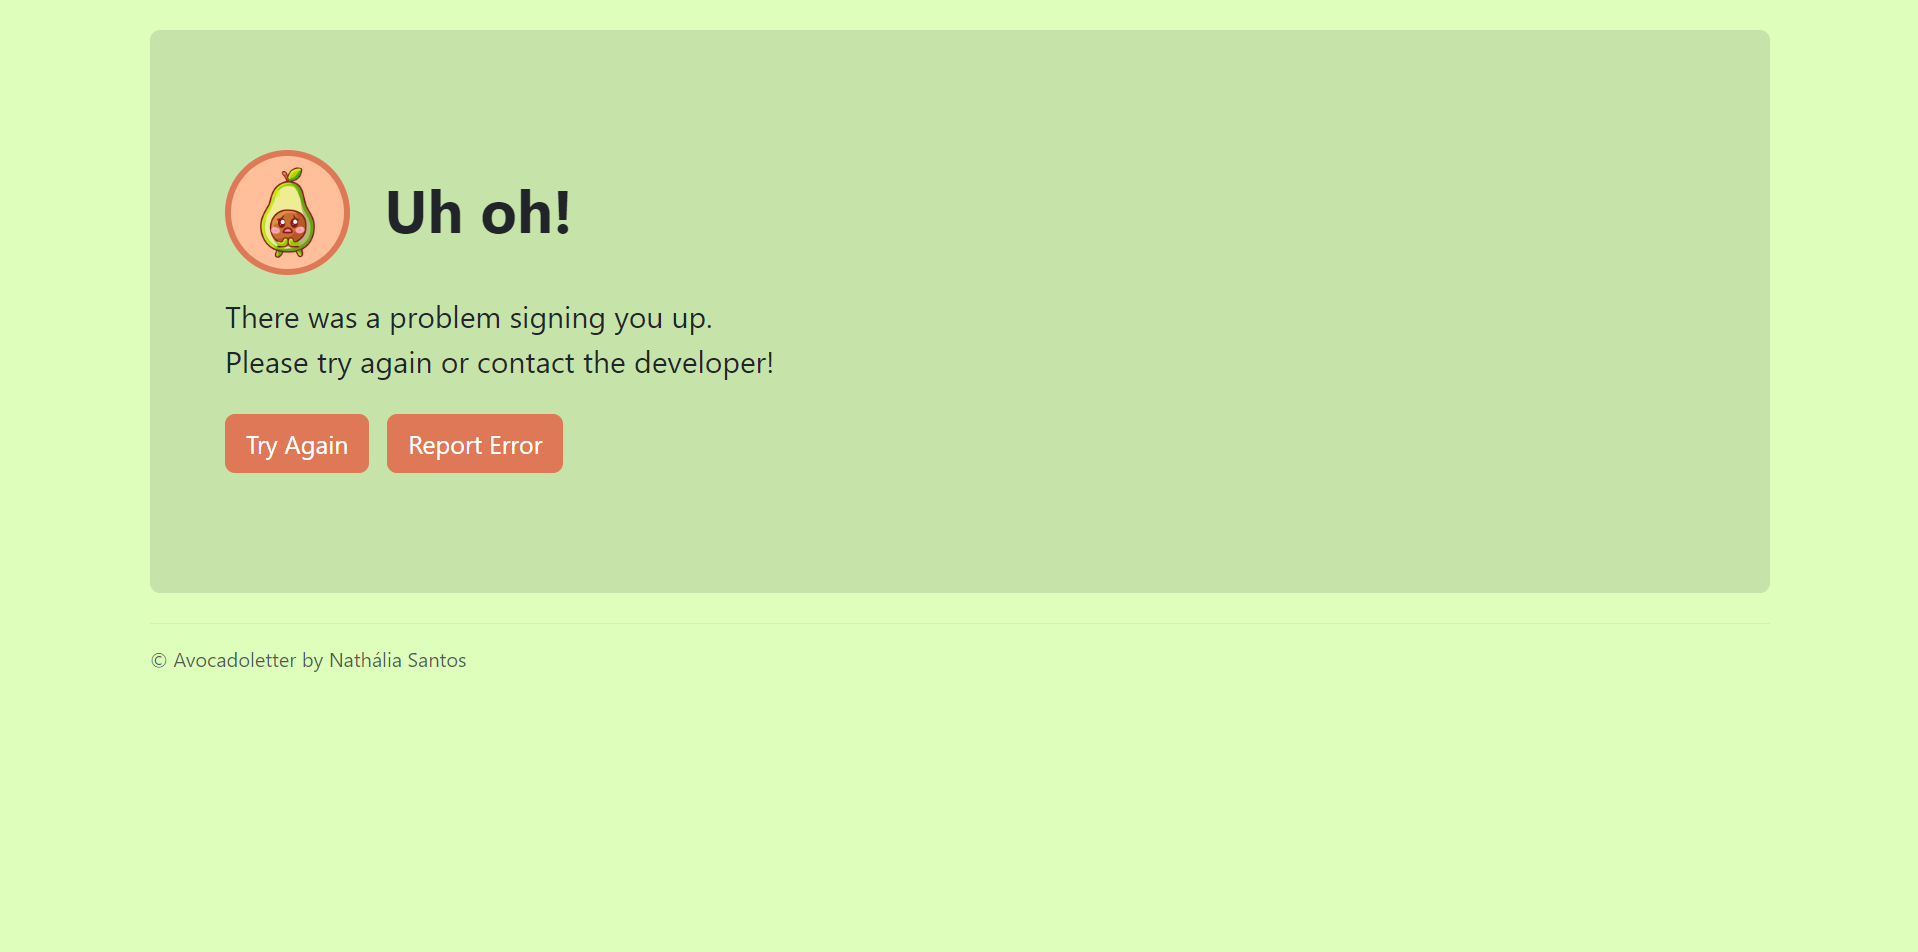 Uh oh!
There was a problem signing you up.
Please try again or contact the developer!
Try Again
Report Error
© Avocadoletter by Nathália Santos